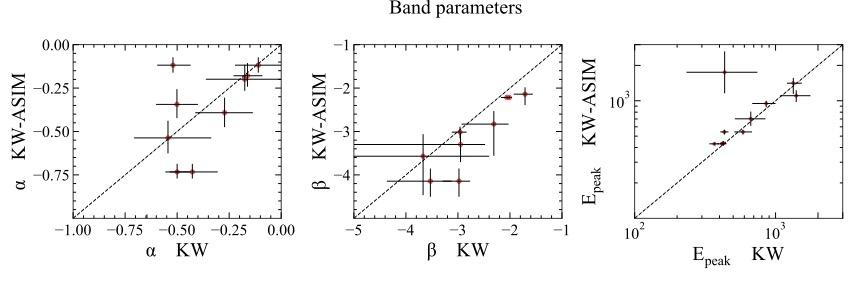 Band parameters
α KW-ASIM
0.00
−0.25
−0.50
−0.75
−1.00 −0.75 −0.50 −0.25 0.00
α KW
β KW-ASIM
−1
−2
−3
−4
−5 −4 −3 −2 −1
β KW
E_peak KW-ASIM
10³
10² 10³
E_peak KW